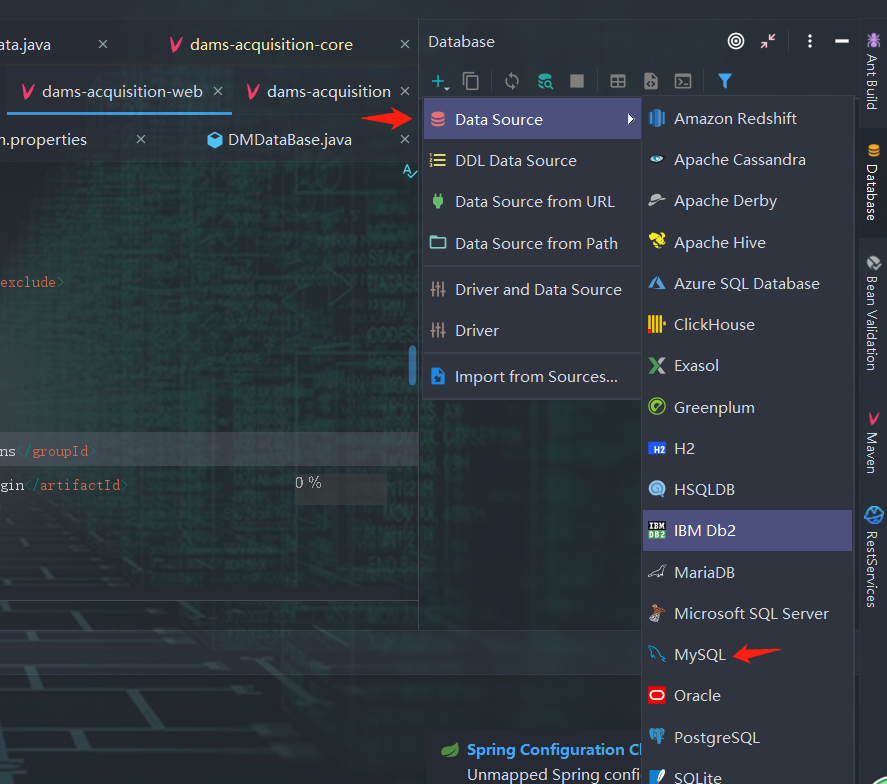 ata.java
dams-acquisition-core
dams-acquisition-web
dams-acquisition
n.properties
DMDataBase.java
exclude>
ns</groupId
gin</artifactId>
0 %
Database
Data Source
DDL Data Source
Data Source from URL
Data Source from Path
Driver and Data Source
Driver
Import from Sources...
Amazon Redshift
Apache Cassandra
Apache Derby
Apache Hive
Azure SQL Database
ClickHouse
Exasol
Greenplum
H2
H2
HSQLDB
IBM
DB2
IBM Db2
MariaDB
Microsoft SQL Server
MySQL
Oracle
PostgreSQL
SQLite
Spring Configuration C
Unmapped Spring confi
Ant Build
Database
Bean Validation
Maven
RestServices